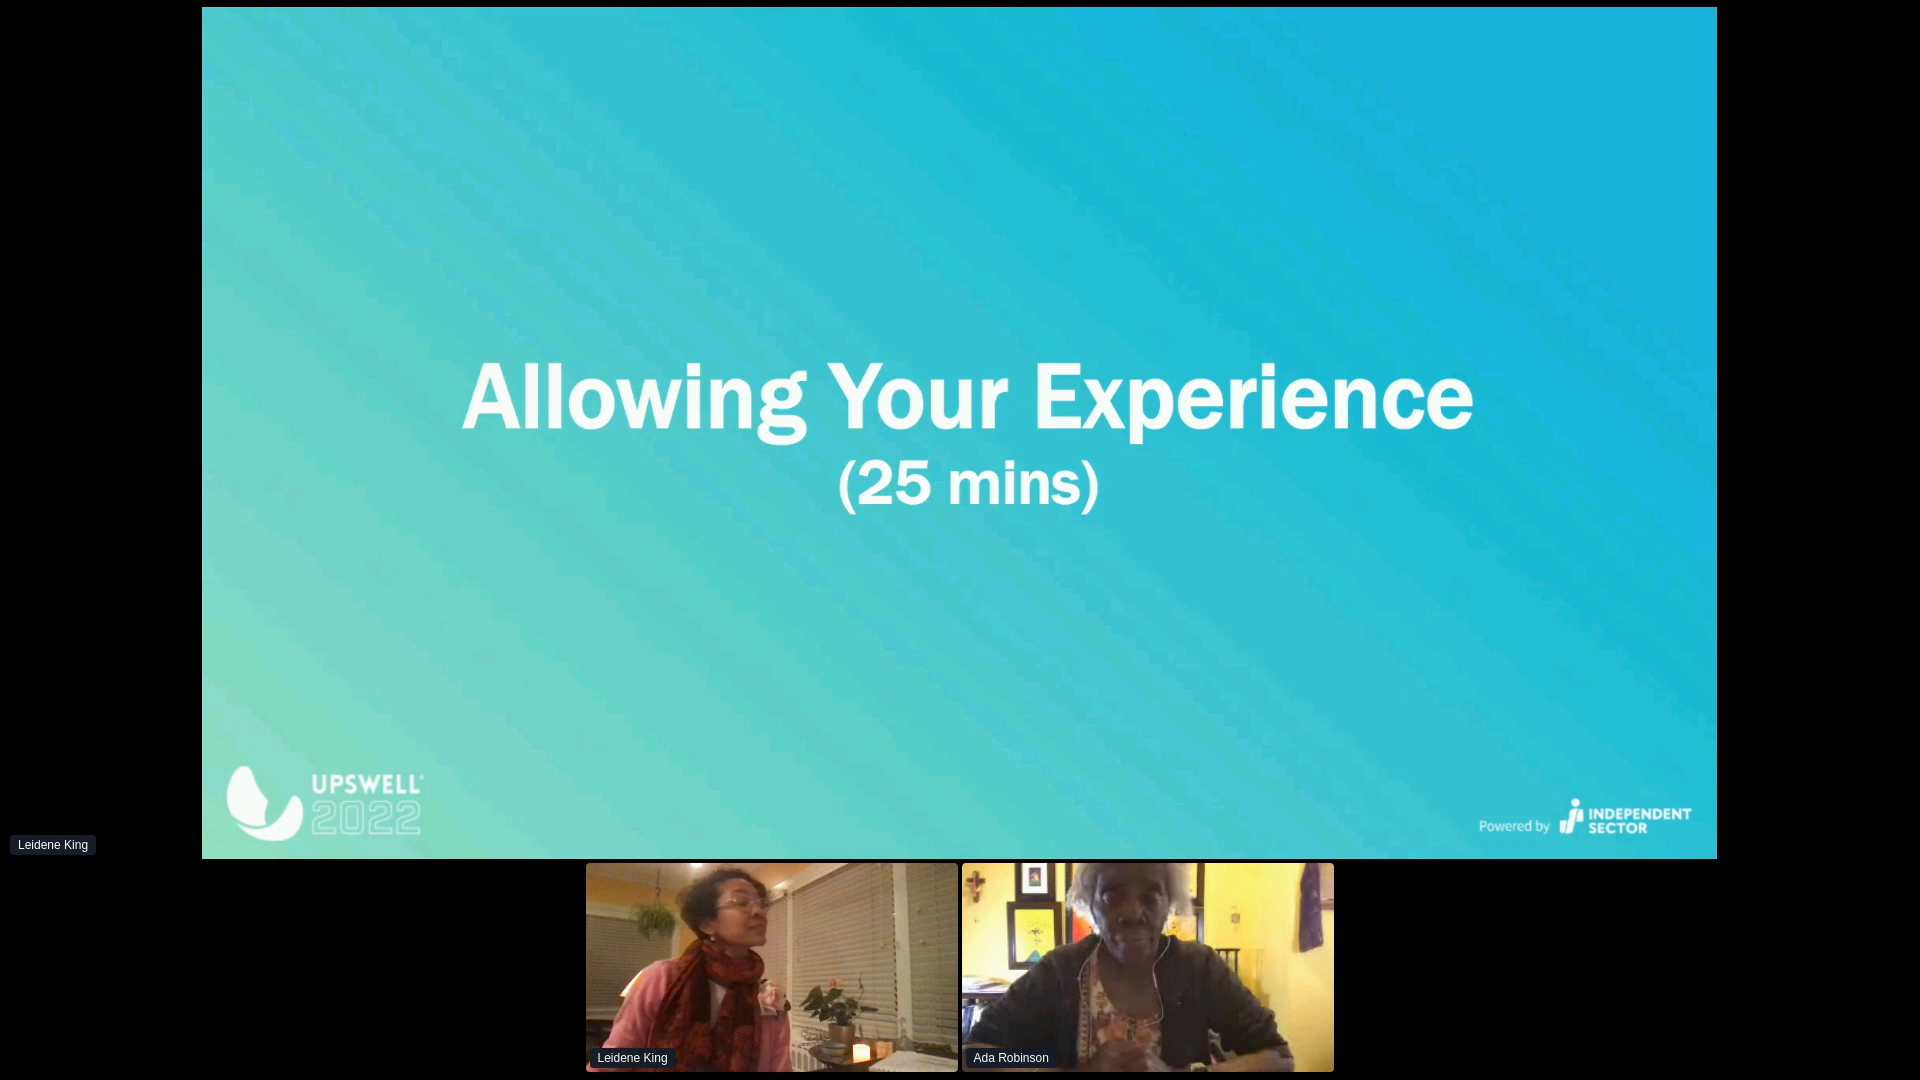 Allowing Your Experience
(25 mins)
UPSWELL®
2022
Powered by
INDEPENDENT
SECTOR
Leidene King
Leidene King
Ada Robinson